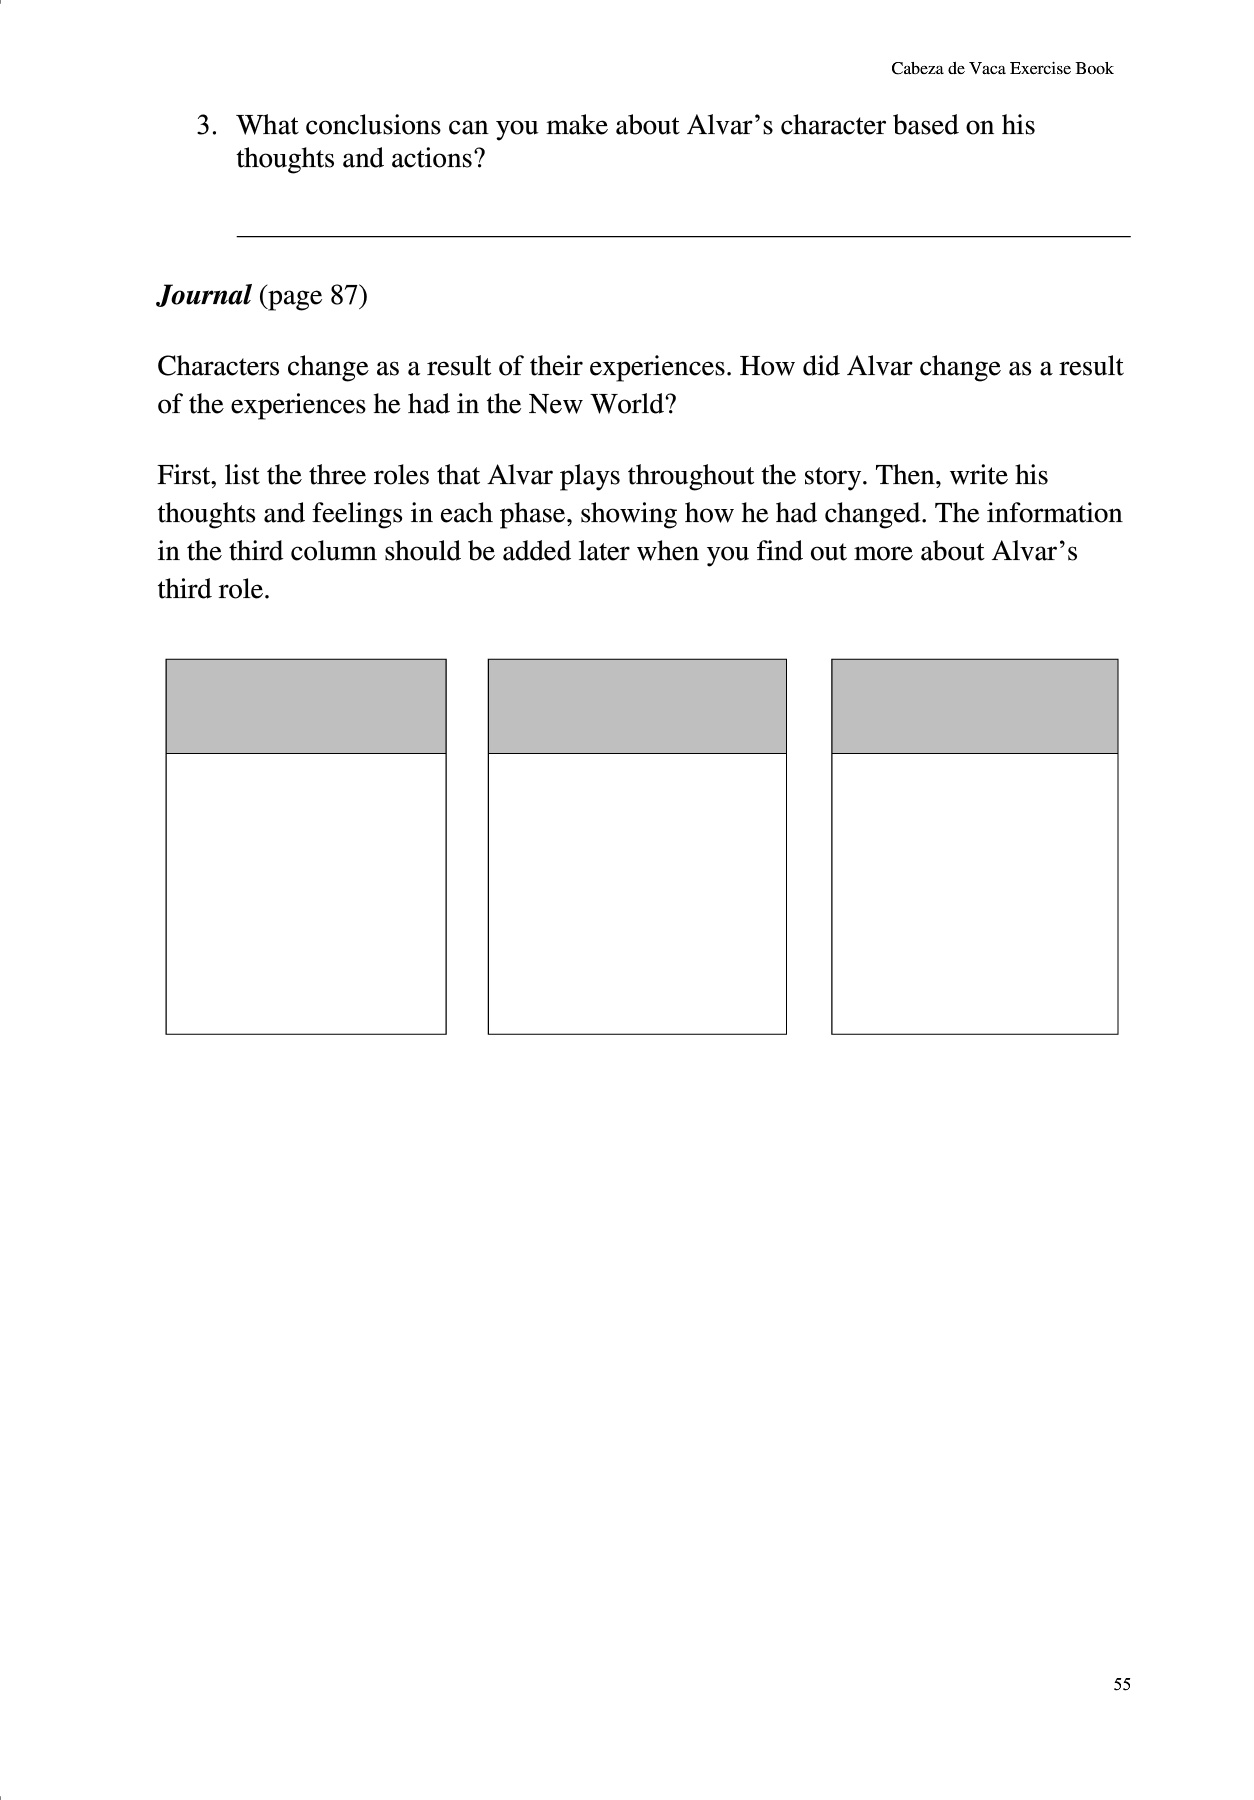 Cabeza de Vaca Exercise Book
3. What conclusions can you make about Alvar’s character based on his
thoughts and actions?
Journal (page 87)
Characters change as a result of their experiences. How did Alvar change as a result
of the experiences he had in the New World?
First, list the three roles that Alvar plays throughout the story. Then, write his
thoughts and feelings in each phase, showing how he had changed. The information
in the third column should be added later when you find out more about Alvar’s
third role.
55